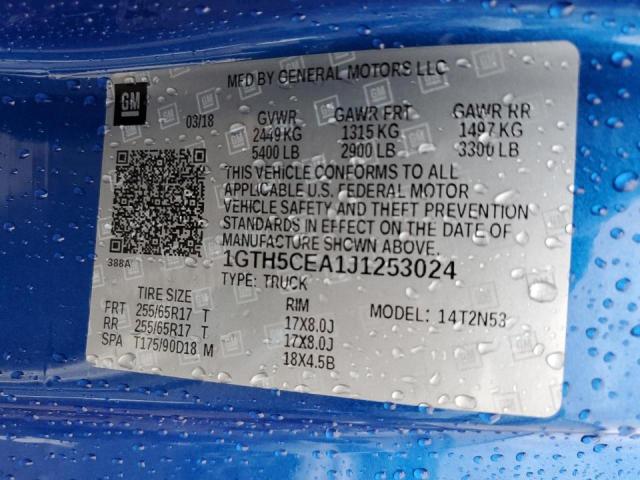 MFD BY GENERAL MOTORS LLC
GM
03/18
GVWR GAWR FRT GAWR RR
2449 KG 1315 KG 1497 KG
5400 LB 2900 LB 3300 LB
THIS VEHICLE CONFORMS TO ALL
APPLICABLE U.S. FEDERAL MOTOR
VEHICLE SAFETY AND THEFT PREVENTION
STANDARDS IN EFFECT ON THE DATE OF
MANUFACTURE SHOWN ABOVE.
388A
1GTH5CEA1J1253024
TYPE: TRUCK
TIRE SIZE RIM MODEL: 14T2N53
FRT 255/65R17 T 17X8.0J
RR 255/65R17 T 17X8.0J
SPA T175/90D18 M 18X4.5B